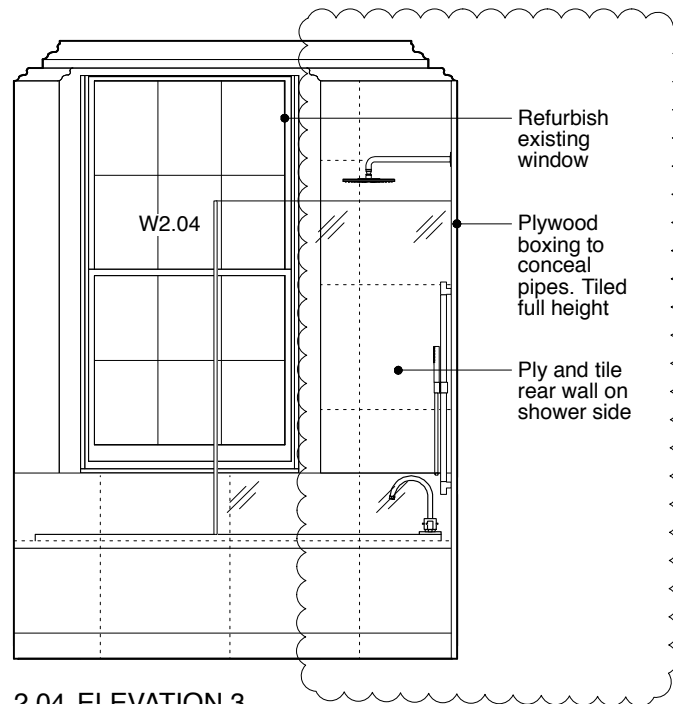 Refurbish
existing
window
W2.04
Plywood
boxing to
conceal
pipes. Tiled
full height
Ply and tile
rear wall on
shower side
2.04 ELEVATION 3